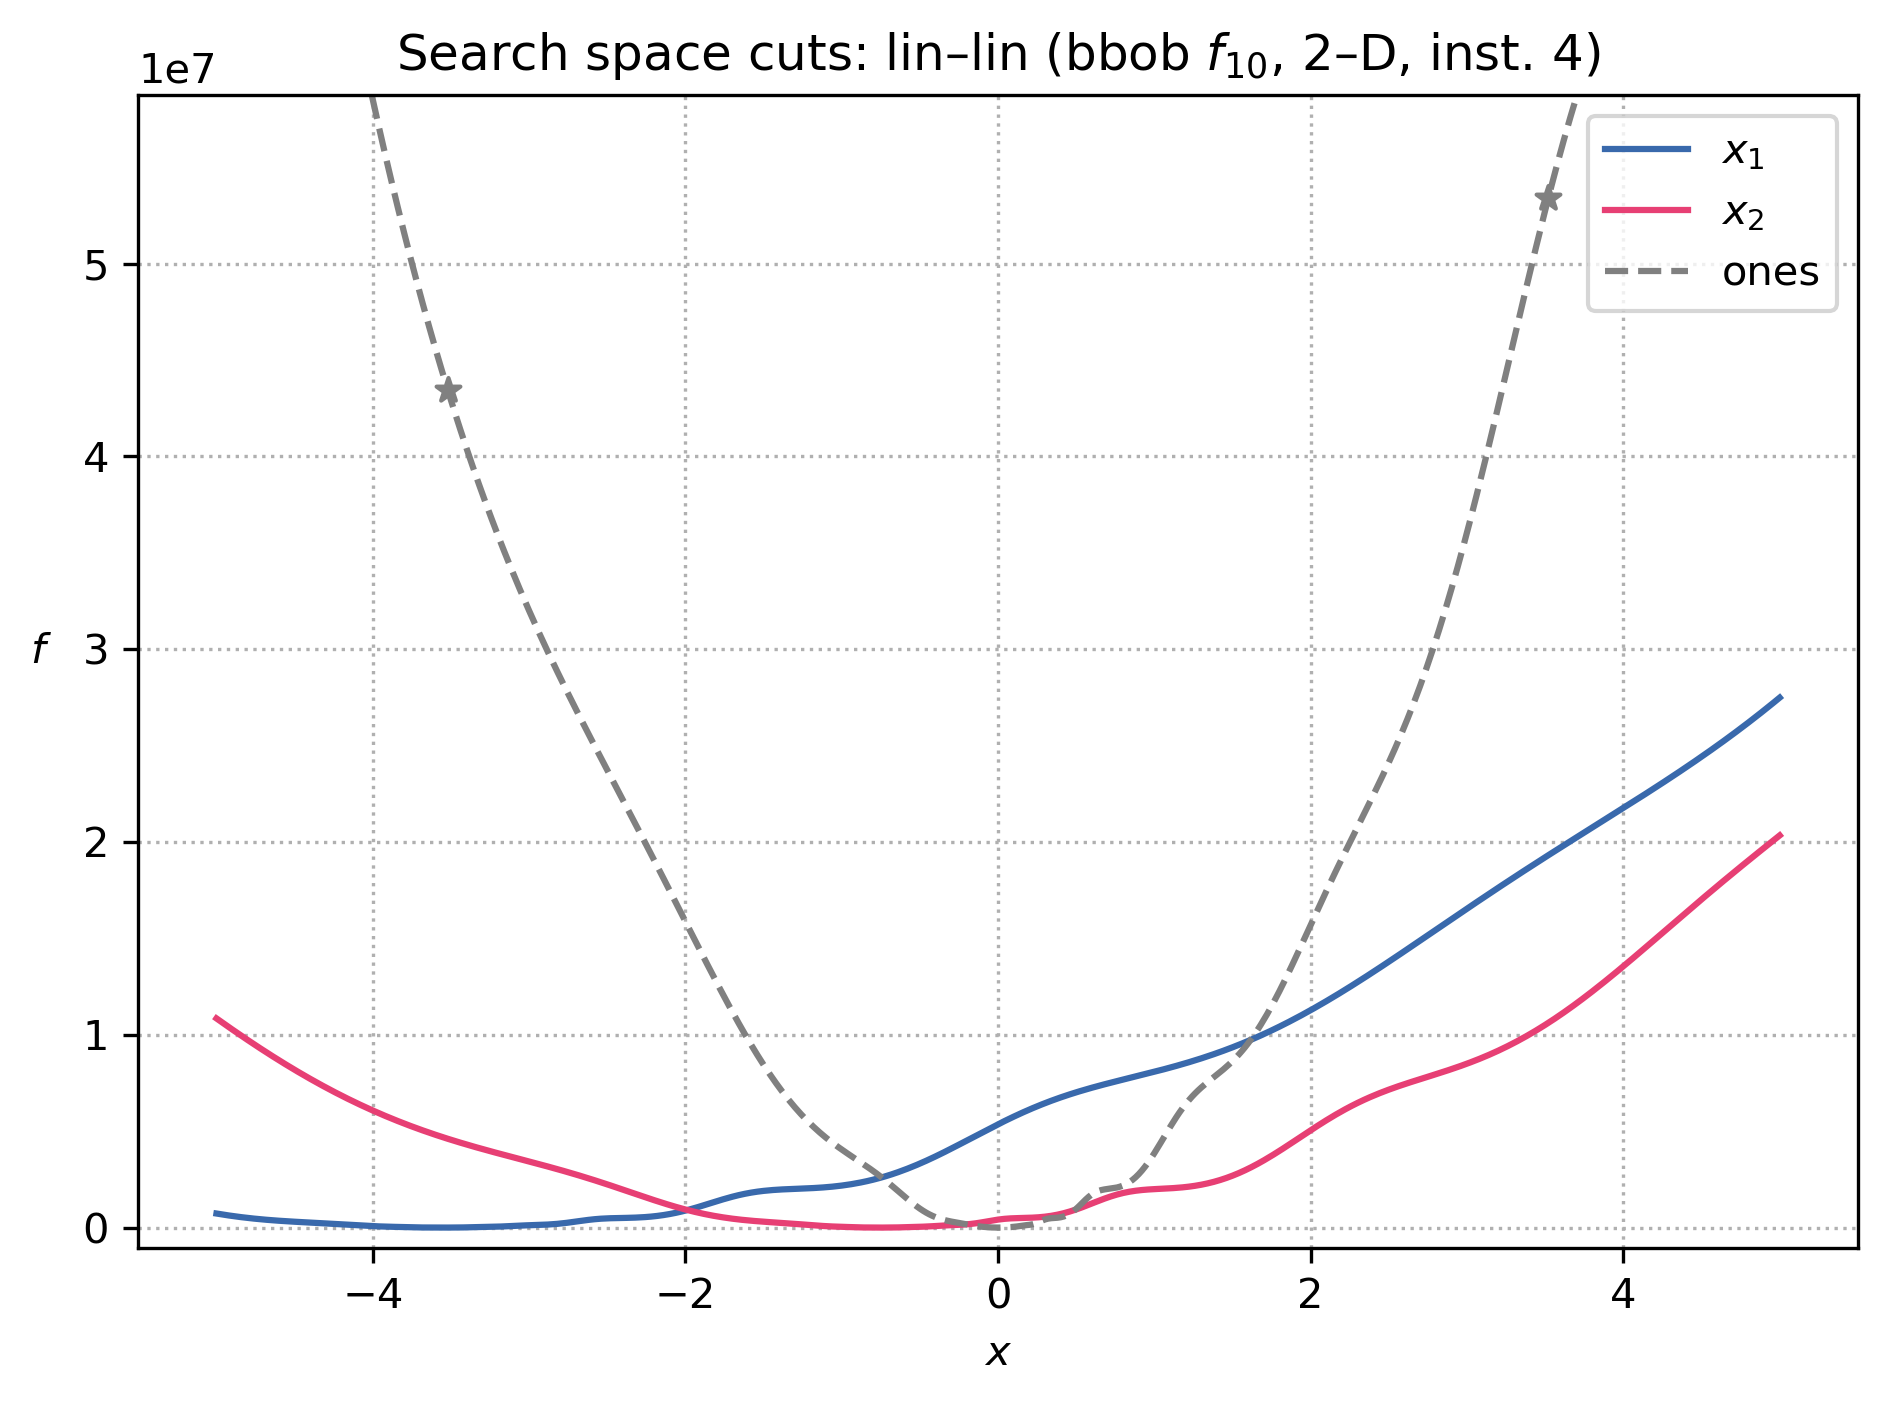 Search space cuts: lin–lin (bbob f10, 2–D, inst. 4)
1e7
x1
x2
ones
5
4
3
2
1
0
f
−4 −2 0 2 4
x